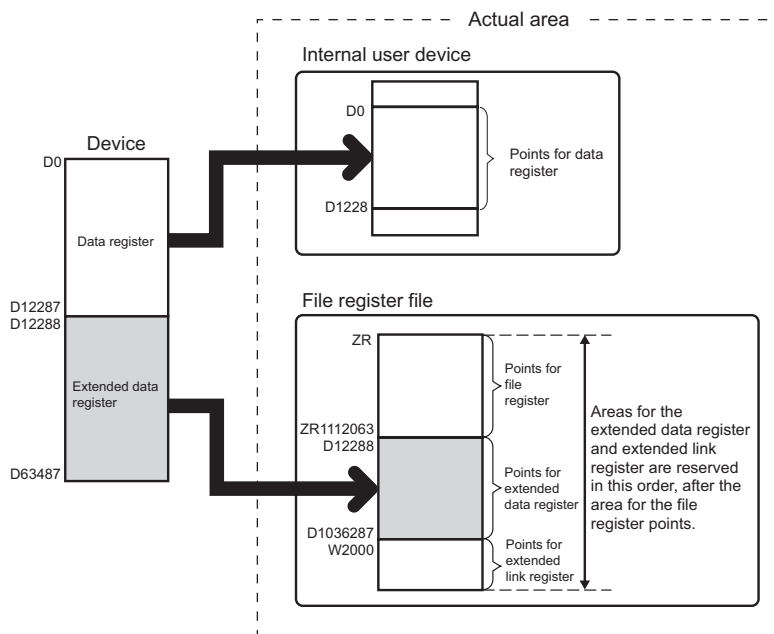 Actual area
Internal user device
D0
Points for data
register
D1228
Device
D0
Data register
D12287
D12288
Extended data
register
D63487
File register file
ZR
Points for
file
register
ZR1112063
D12288
Points for
extended
data register
D1036287
W2000
Points for
extended
link register
Areas for the
extended data register
and extended link
register are reserved
in this order, after the
area for the file
register points.